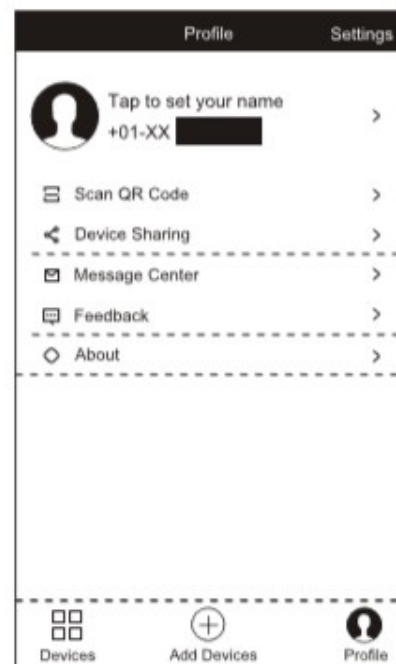 Profile Settings
Tap to set your name
+01-XX
Scan QR Code
Device Sharing
Message Center
Feedback
About
Devices Add Devices Profile